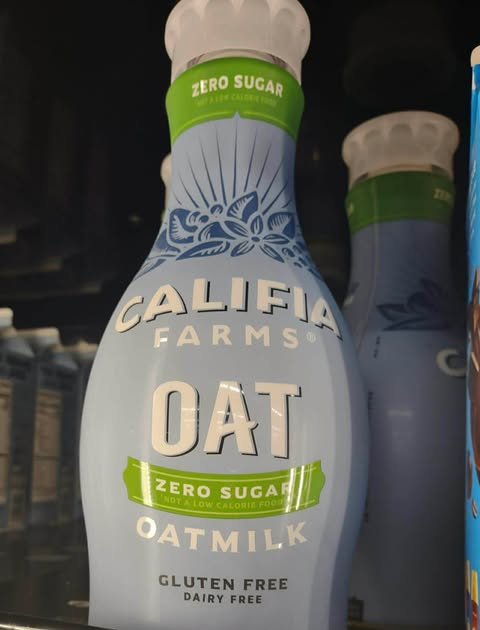 ZERO SUGAR
NOT A LOW CALORIE FOOD
CALIFIA
FARMS®
OAT
ZERO SUGAR
NOT A LOW CALORIE FOOD
OATMILK
GLUTEN FREE
DAIRY FREE